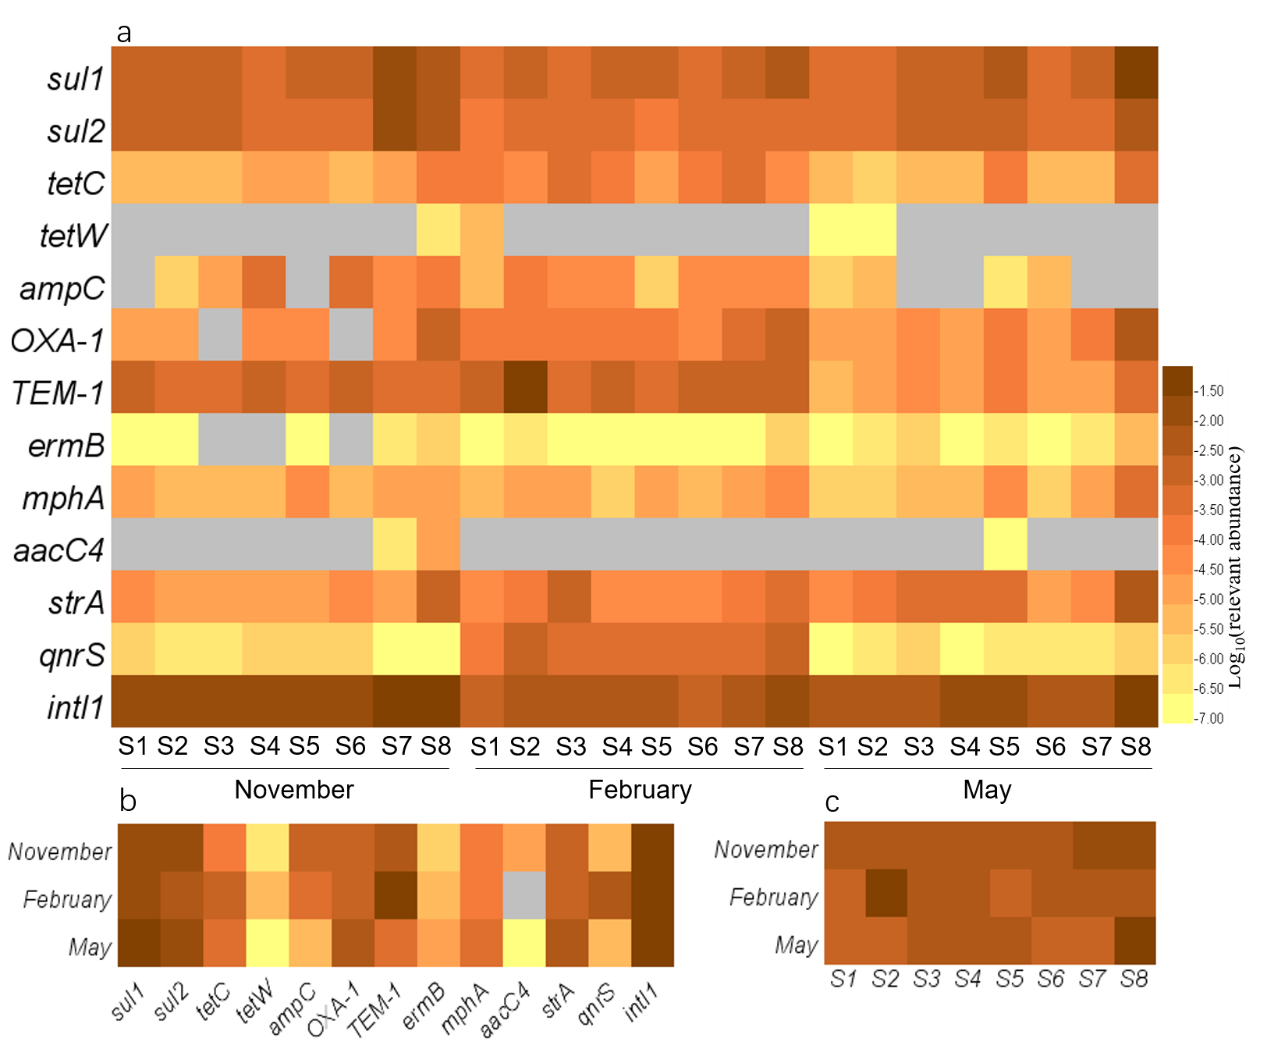 a
sul1
sul2
tetC
tetW
ampC
OXA-1
TEM-1
ermB
mphA
aacC4
strA
qnrS
intI1
-1.50
-2.00
-2.50
-3.00
-3.50
-4.00
-4.50
-5.00
-5.50
-6.00
-6.50
-7.00
Log10(relevant abundance)
S1 S2 S3 S4 S5 S6 S7 S8 S1 S2 S3 S4 S5 S6 S7 S8 S1 S2 S3 S4 S5 S6 S7 S8
November February May
b
November
February
May
sul1 sul2 tetC tetW ampC OXA-1 TEM-1 ermB mphA aacC4 strA qnrS intI1
c
November
February
May
S1 S2 S3 S4 S5 S6 S7 S8